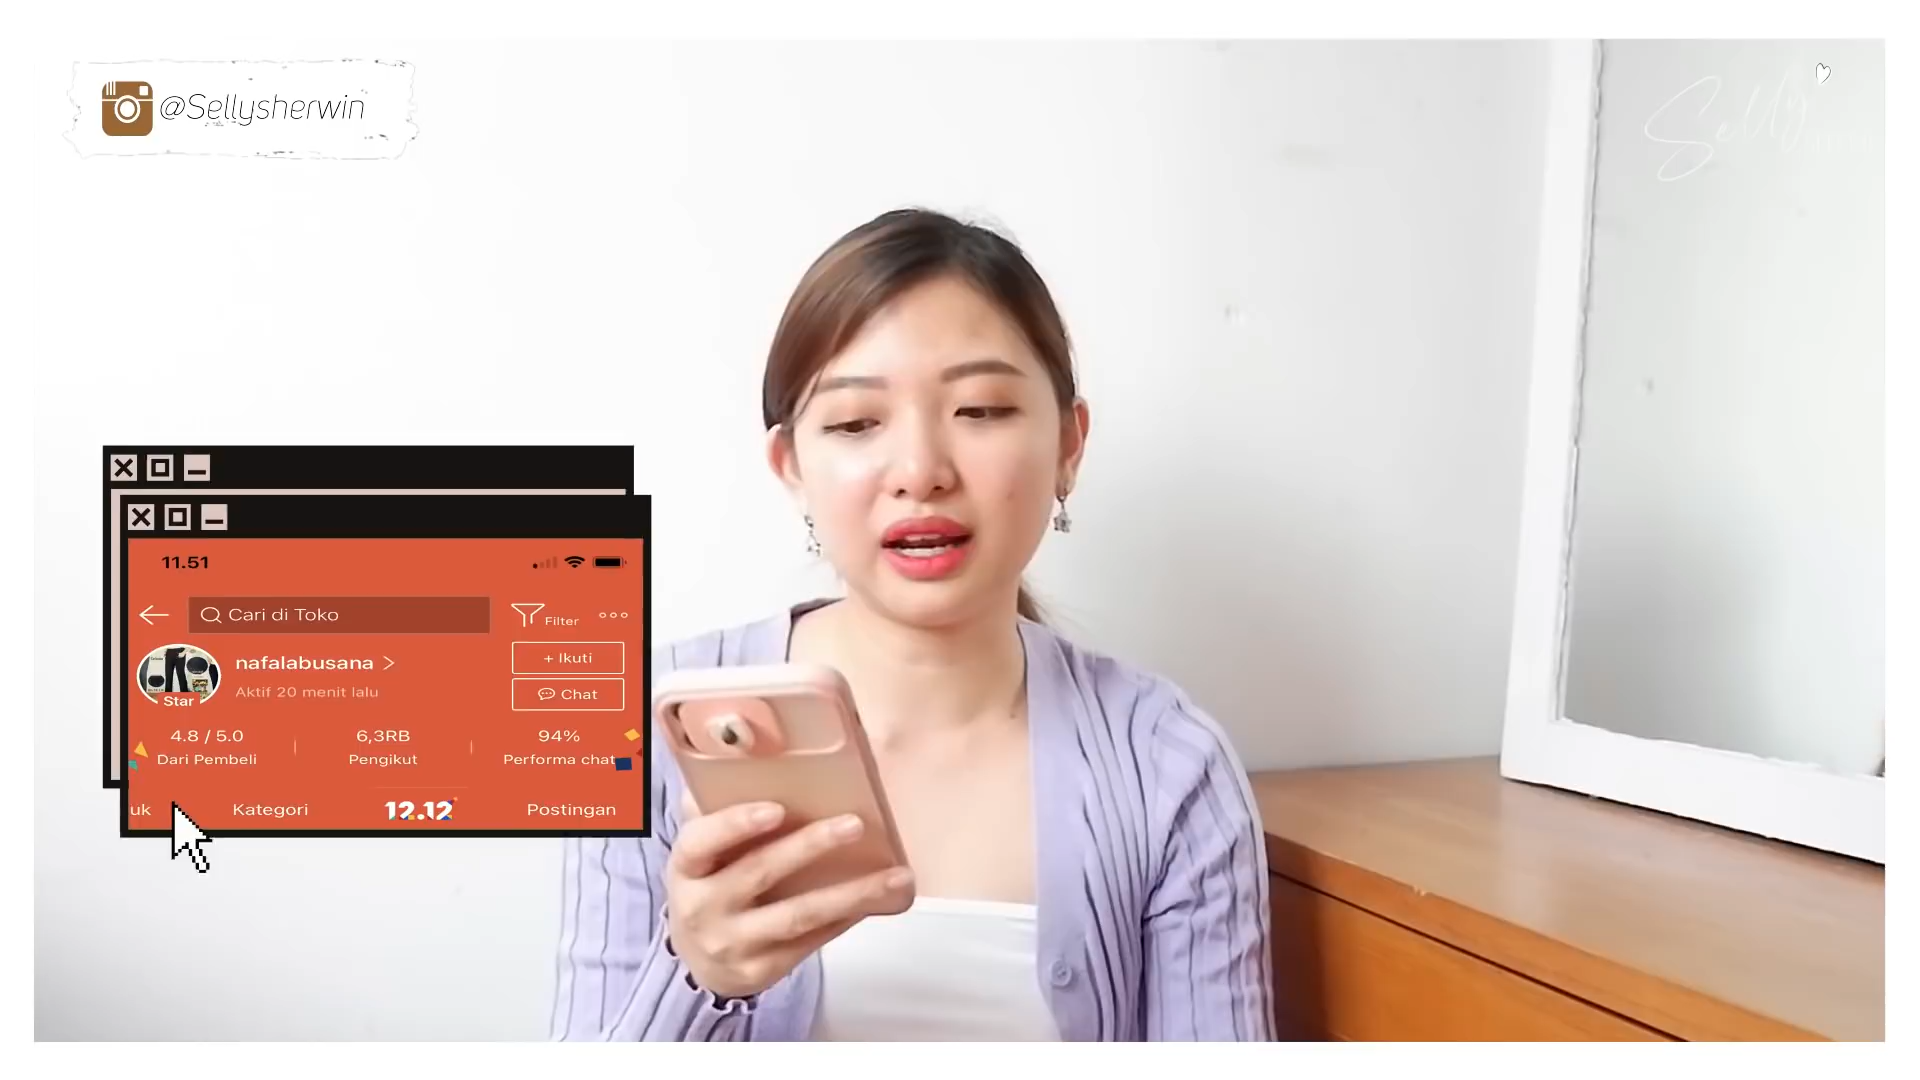 @Sellysherwin
Selly
11.51
Cari di Toko
Filter
nafalabusana >
+ Ikuti
Aktif 20 menit lalu
Chat
Star
4.8 / 5.0
6,3RB
94%
Dari Pembeli
Pengikut
Performa chat
uk
Kategori
12.12
Postingan